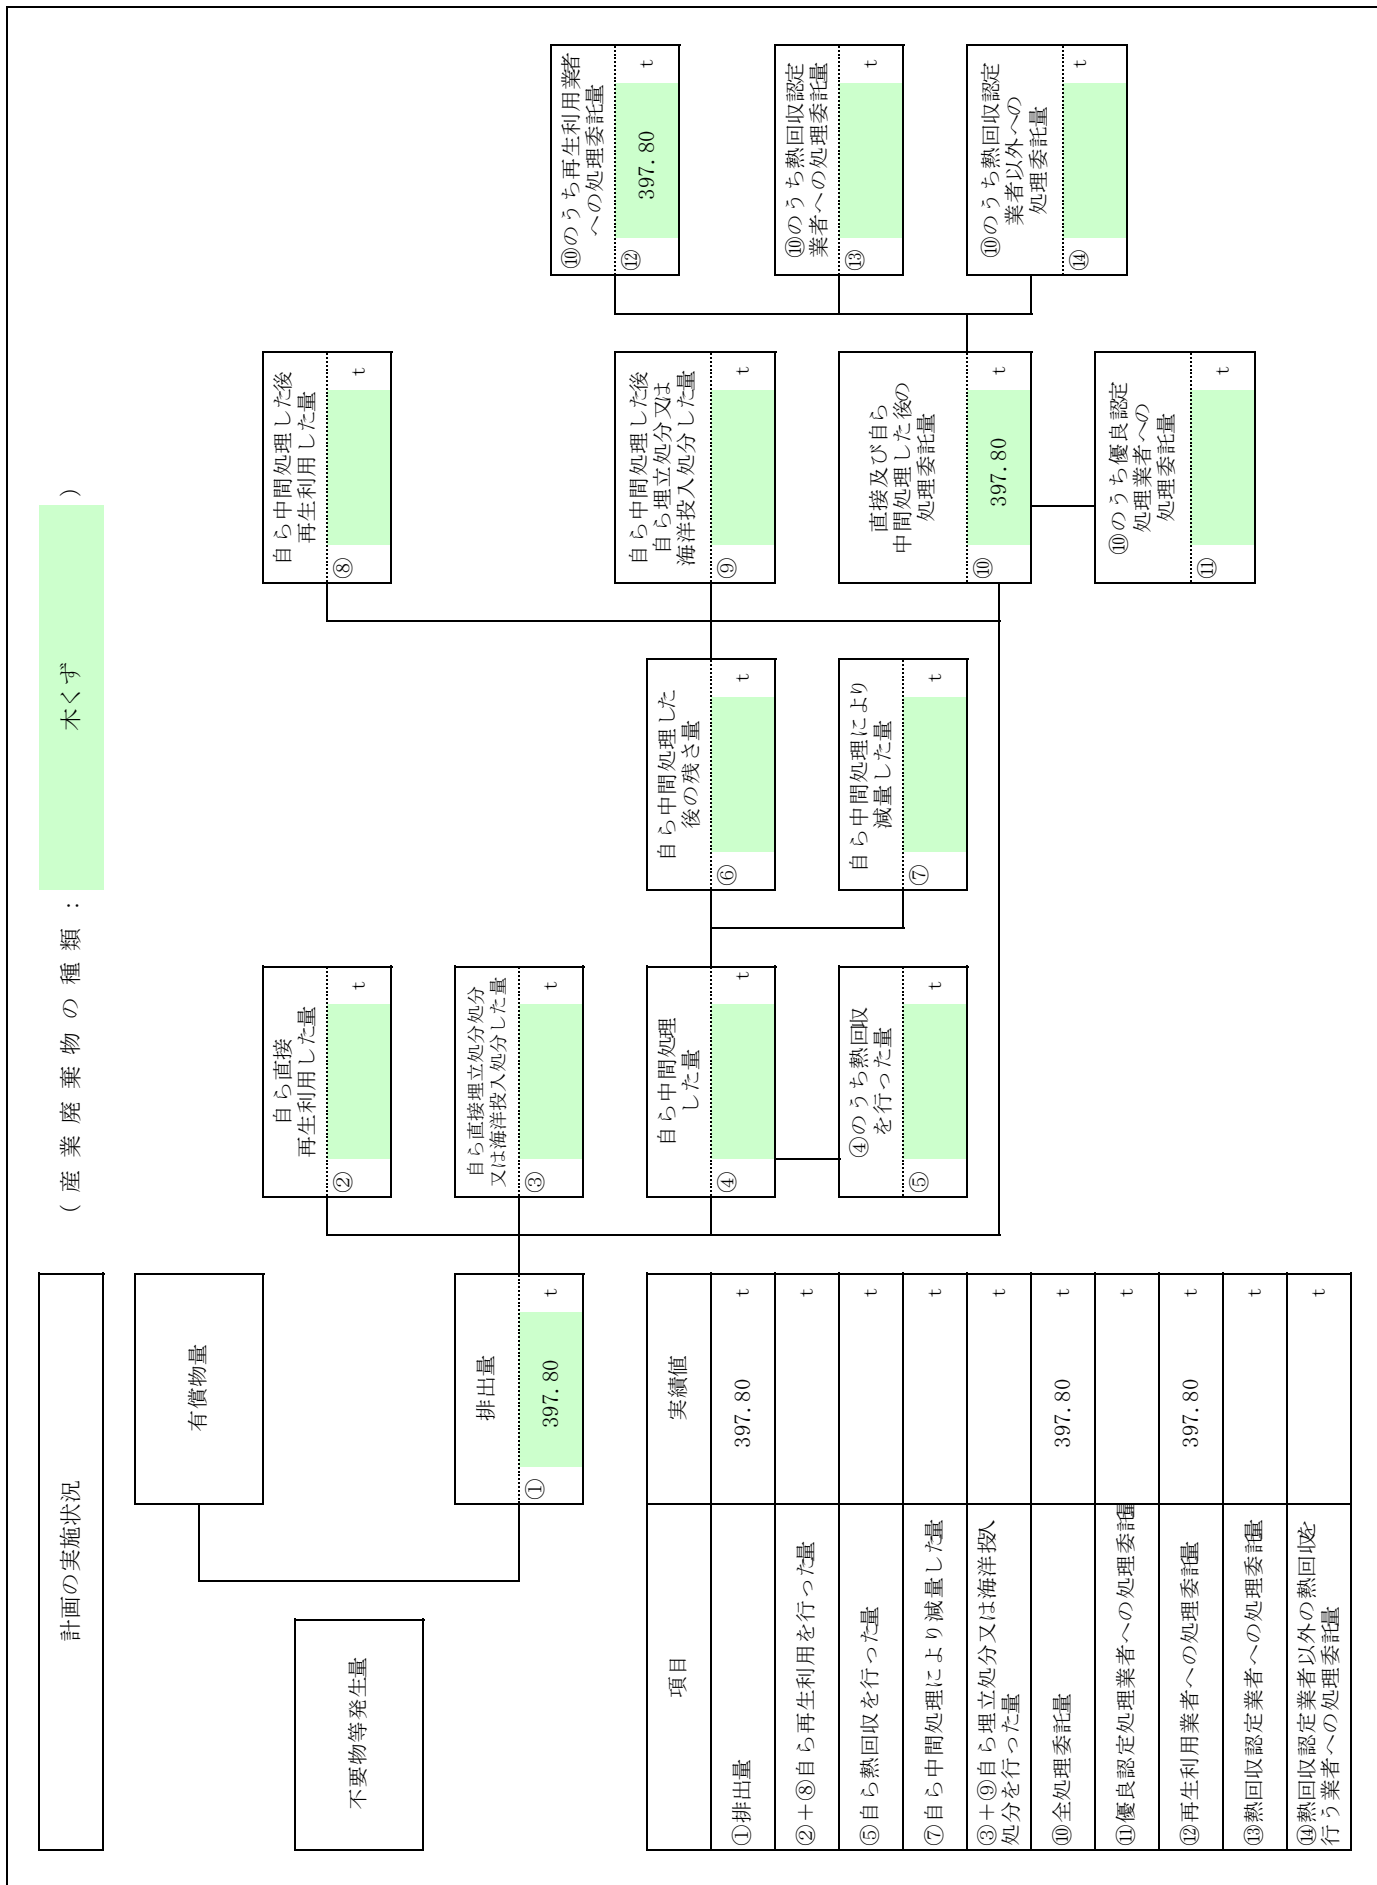 計画の実施状況
（産業廃棄物の種類：
木くず
）
不要物等発生量
有償物量
排出量
①
397.80
t
自ら直接
再生利用した量
②
t
自ら直接埋立処分処分
又は海洋投入処分した量
③
t
自ら中間処理
した量
④
t
④のうち熱回収
を行った量
⑤
t
自ら中間処理した
後の残さ量
⑥
t
自ら中間処理により
減量した量
⑦
t
自ら中間処理した後
再生利用した量
⑧
t
自ら中間処理した後
自ら埋立処分又は
海洋投入処分した量
⑨
t
直接及び自ら
中間処理した後の
処理委託量
⑩
397.80
t
⑩のうち優良認定
処理業者への
処理委託量
⑪
t
⑩のうち再生利用業者
への処理委託量
⑫
397.80
t
⑩のうち熱回収認定
業者への処理委託量
⑬
t
⑩のうち熱回収認定
業者以外への
処理委託量
⑭
t
項目
実績値
①排出量
397.80
t
②＋⑧自ら再生利用を行った量
t
⑤自ら熱回収を行った量
t
⑦自ら中間処理により減量した量
t
③＋⑨自ら埋立処分又は海洋投入
処分を行った量
t
⑩全処理委託量
397.80
t
⑪優良認定処理業者への処理委託量
t
⑫再生利用業者への処理委託量
397.80
t
⑬熱回収認定業者への処理委託量
t
⑭熱回収認定業者以外の熱回収を
行う業者への処理委託量
t